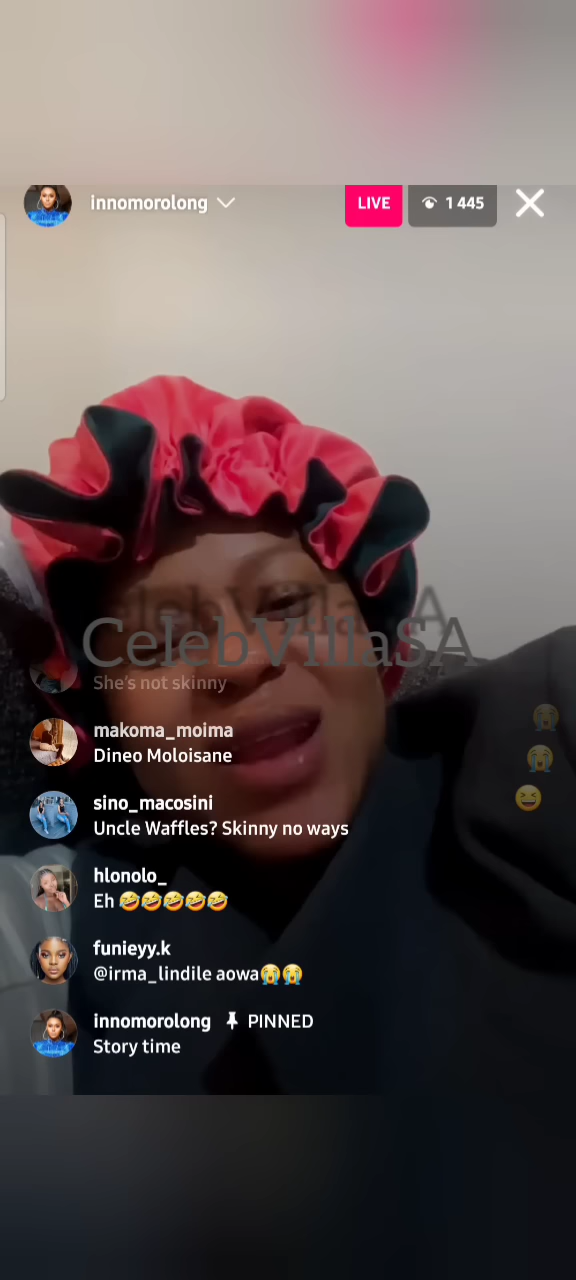 innomorolong
LIVE
1 445
CelebVillaSA
She's not skinny
makoma_moima
Dineo Moloisane
sino_macosini
Uncle Waffles? Skinny no ways
hlonolo_
Eh 🤣🤣🤣🤣🤣
funieyy.k
@irma_lindile aowa😭😭
innomorolong PINNED
Story time